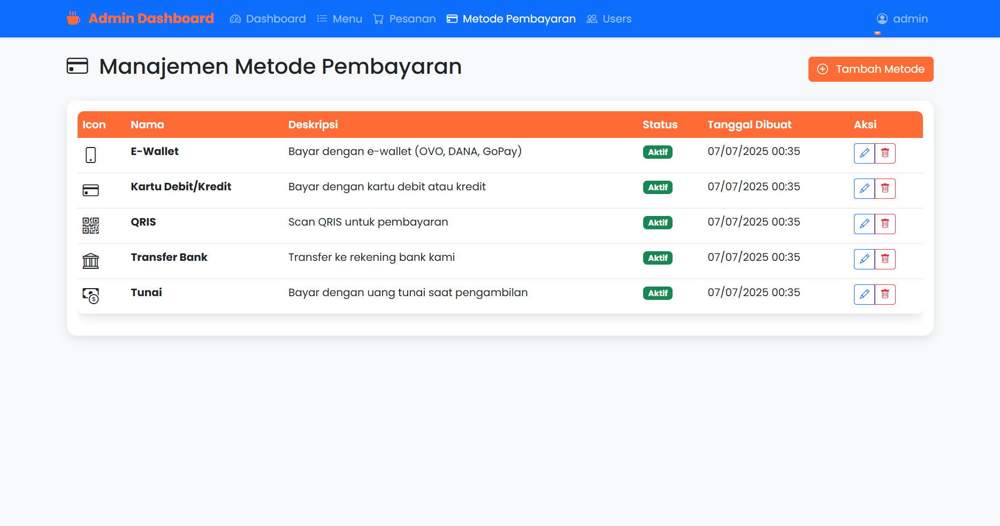 Admin Dashboard Dashboard Menu Pesanan Metode Pembayaran Users admin
Manajemen Metode Pembayaran Tambah Metode
Icon Nama Deskripsi Status Tanggal Dibuat Aksi
E-Wallet Bayar dengan e-wallet (OVO, DANA, GoPay) Aktif 07/07/2025 00:35
Kartu Debit/Kredit Bayar dengan kartu debit atau kredit Aktif 07/07/2025 00:35
QRIS Scan QRIS untuk pembayaran Aktif 07/07/2025 00:35
Transfer Bank Transfer ke rekening bank kami Aktif 07/07/2025 00:35
Tunai Bayar dengan uang tunai saat pengambilan Aktif 07/07/2025 00:35